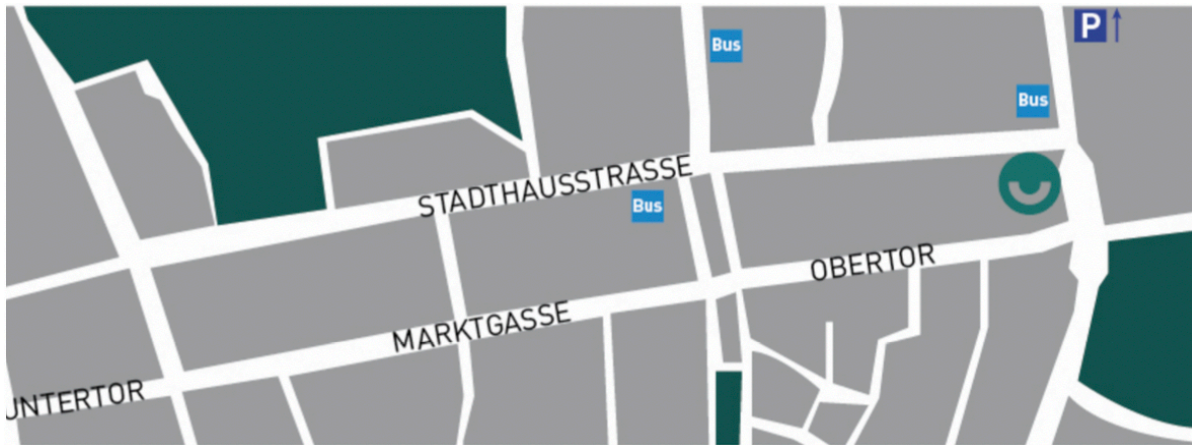 P
Bus
Bus
STADTHAUSSTRASSE
Bus
OBERTOR
MARKTGASSE
UNTERTOR